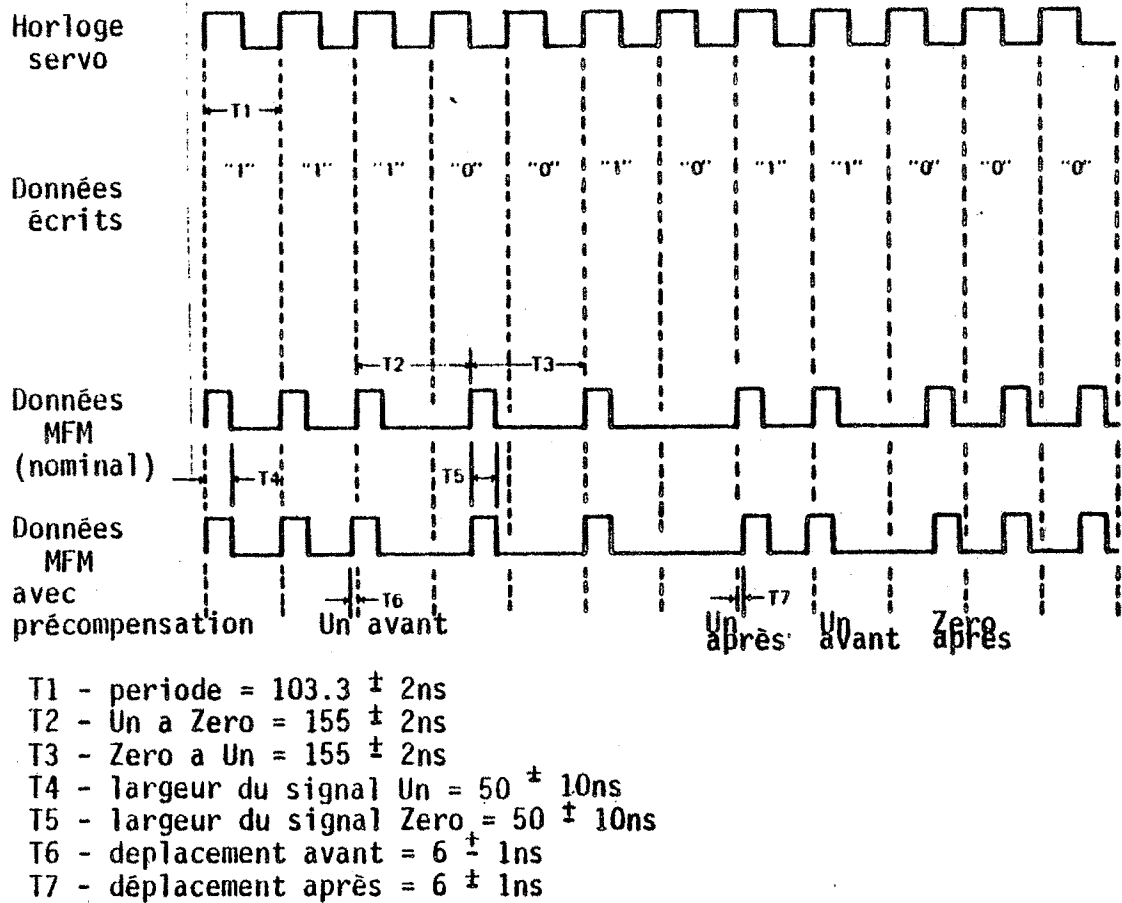 Horloge
servo
T1
"1" "1" "1" "0" "0" "1" "0" "1" "1" "0" "0" "0"
Données
écrits
T2 T3
Données
MFM
(nominal)
T4 T5
Données
MFM
avec
précompensation
T6 T7
Un avant Un après Un avant Zero après
T1 - periode = 103.3 ± 2ns
T2 - Un a Zero = 155 ± 2ns
T3 - Zero a Un = 155 ± 2ns
T4 - largeur du signal Un = 50 ± 10ns
T5 - largeur du signal Zero = 50 ± 10ns
T6 - deplacement avant = 6 ± 1ns
T7 - déplacement après = 6 ± 1ns